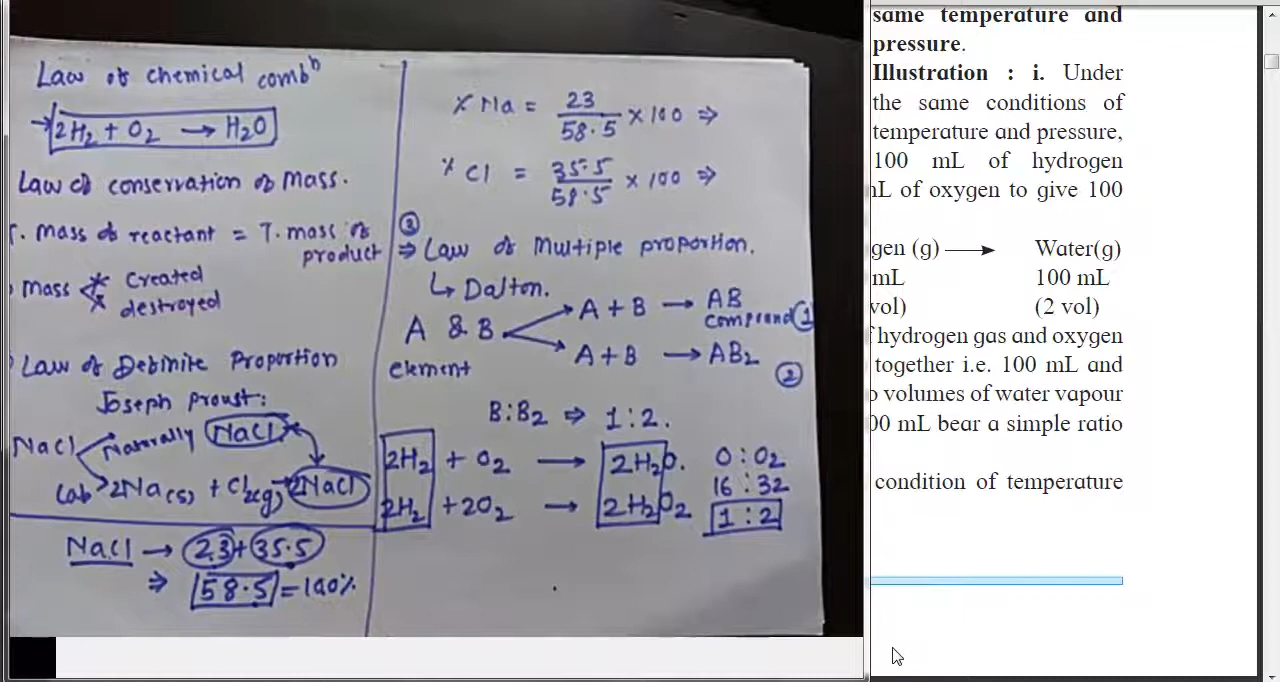 Law of chemical combⁿ
→ 2H₂ + O₂ → H₂O
Law of conservation of Mass.
T. mass of reactant = T. mass of product
mass × Created
× destroyed
Law of Definite Proportion
Joseph Proust:
NaCl Naturally NaCl
Lab 2Na(s) + Cl₂(g) → 2NaCl
NaCl → 23 + 35.5
⇒ 58.5 = 100%
% Na = 23/58.5 × 100 ⇒
% Cl = 35.5/58.5 × 100 ⇒
③
⇒ Law of Multiple proportion.
↳ Dalton.
A & B
element
A + B → AB
compound ①
A + B → AB₂
②
B:B₂ ⇒ 1:2.
2H₂ + O₂ → 2H₂O. O:O₂
16:32
2H₂ + 2O₂ → 2H₂O₂ 1:2
same temperature and
pressure.
Illustration : i. Under
the same conditions of
temperature and pressure,
100 mL of hydrogen
mL of oxygen to give 100
gen (g) → Water(g)
mL 100 mL
vol) (2 vol)
f hydrogen gas and oxygen
together i.e. 100 mL and
o volumes of water vapour
00 mL bear a simple ratio
condition of temperature